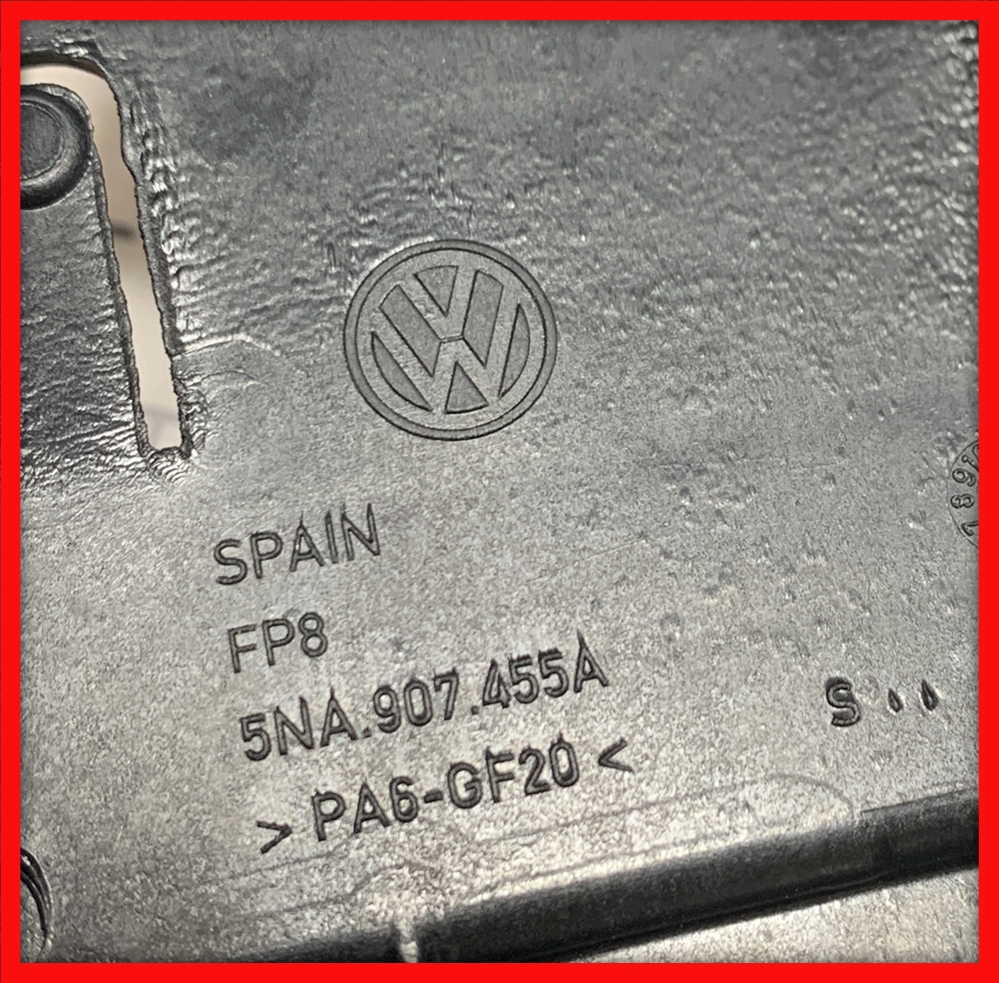 SPAIN
FP8
5NA.907.455A
>PA6-GF20<
S